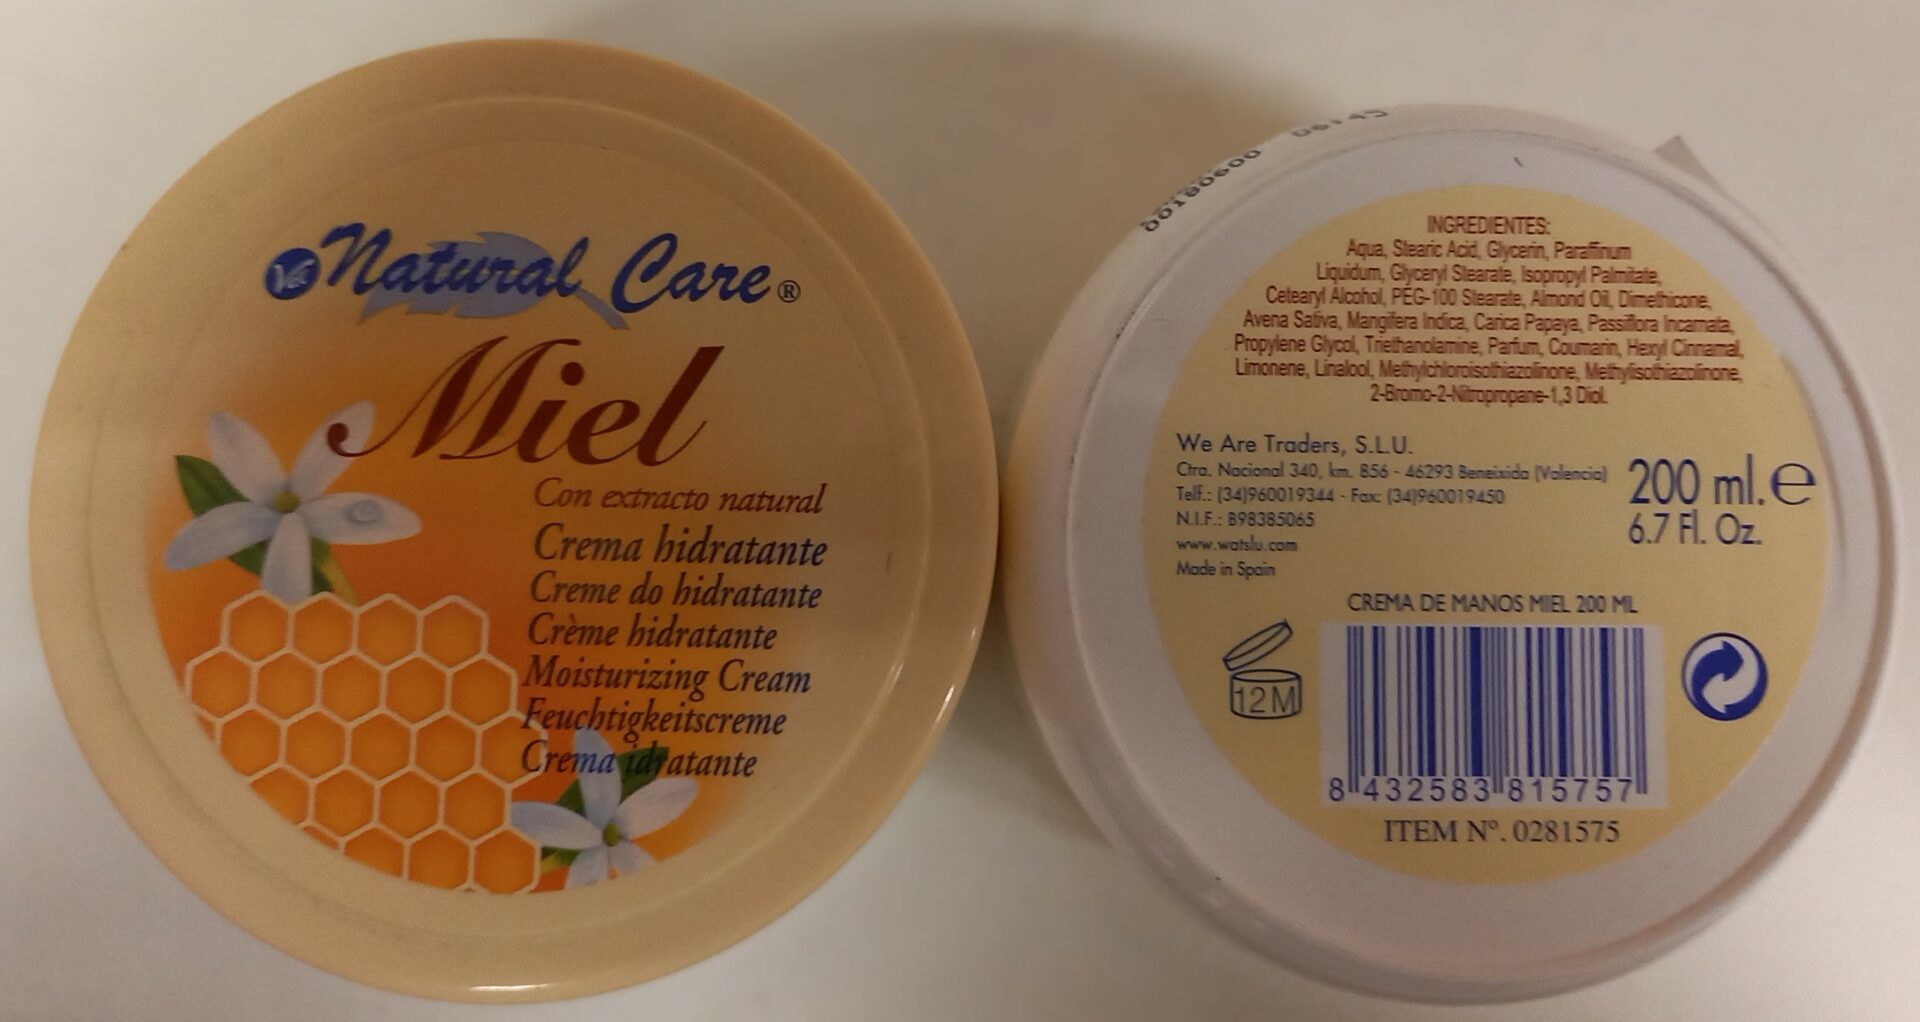 vs Natural Care®
Miel
Con extracto natural
Crema hidratante
Creme do hidratante
Crème hidratante
Moisturizing Cream
Feuchtigkeitscreme
Crema idratante
00180600 06145
INGREDIENTES:
Aqua, Stearic Acid, Glycerin, Paraffinum
Liquidum, Glyceryl Stearate, Isopropyl Palmitate,
Cetearyl Alcohol, PEG-100 Stearate, Almond Oil, Dimethicone,
Avena Sativa, Mangifera Indica, Carica Papaya, Passiflora Incarnata,
Propylene Glycol, Triethanolamine, Parfum, Coumarin, Hexyl Cinnamal,
Limonene, Linalool, Methylchloroisothiazolinone, Methylisothiazolinone,
2-Bromo-2-Nitropropane-1,3 Diol.
We Are Traders, S.L.U.
Ctra. Nacional 340, km. 856 - 46293 Beneixida (Valencia)
Telf.: (34)960019344 - Fax: (34)960019450
N.I.F.: B98385065
www.watslu.com
Made in Spain
200 ml. e
6.7 Fl. Oz.
CREMA DE MANOS MIEL 200 ML
12M
8 432583 815757
ITEM Nº. 0281575